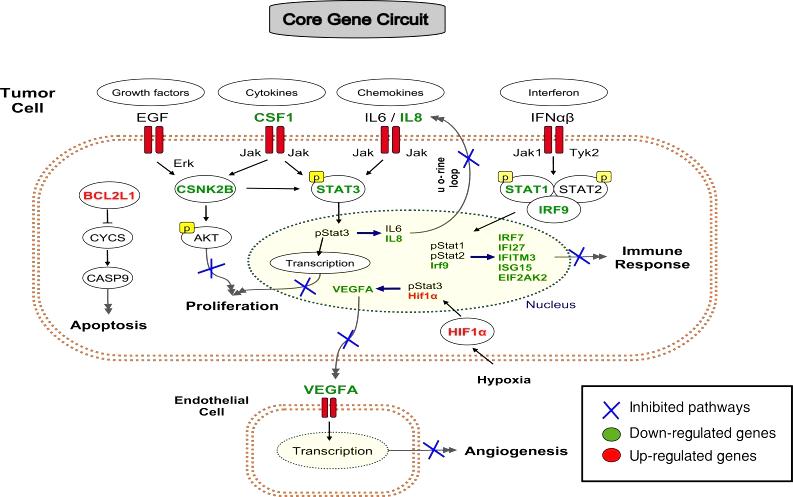 Core Gene Circuit
Tumor
Cell
Growth factors
Cytokines
Chemokines
Interferon
EGF
CSF1
IL6 / IL8
IFNαβ
Erk
Jak
Jak
Jak
Jak
Jak1
Tyk2
u o- rine
loop
BCL2L1
CSNK2B
p
STAT3
p
STAT1
STAT2
p
IRF9
CYCS
p
AKT
CASP9
Apoptosis
Proliferation
pStat3
IL6
IL8
Transcription
pStat1
pStat2
Irf9
IRF7
IFI27
IFITM3
ISG15
EIF2AK2
Immune
Response
VEGFA
pStat3
Hif1α
Nucleus
HIF1α
Hypoxia
VEGFA
Endothelial
Cell
Transcription
Angiogenesis
Inhibited pathways
Down-regulated genes
Up-regulated genes